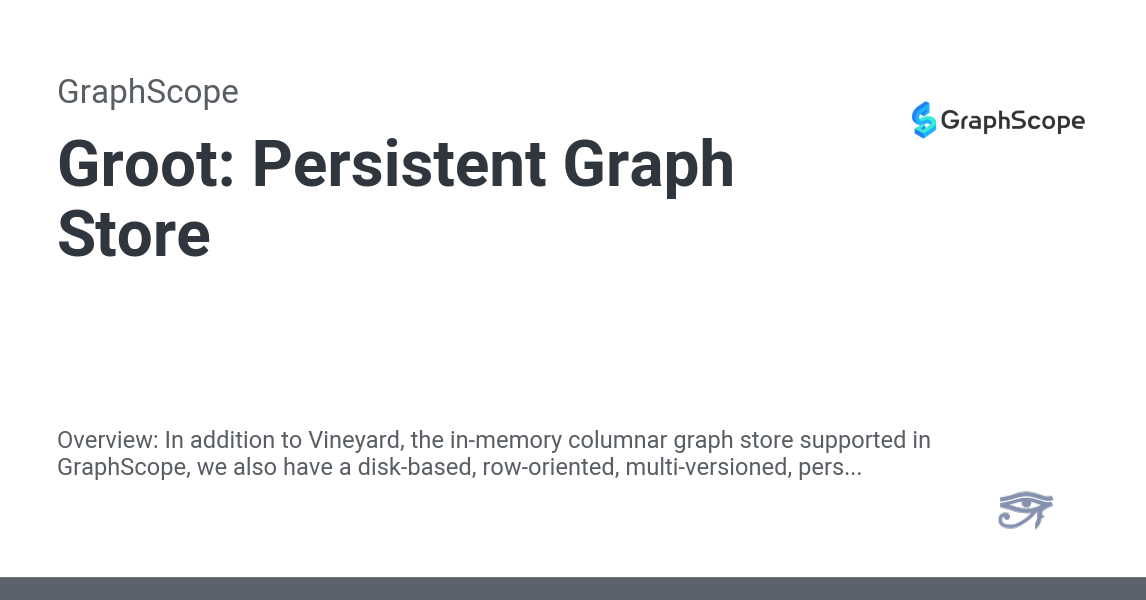 GraphScope
GraphScope
Groot: Persistent Graph
Store
Overview: In addition to Vineyard, the in-memory columnar graph store supported in
GraphScope, we also have a disk-based, row-oriented, multi-versioned, pers...